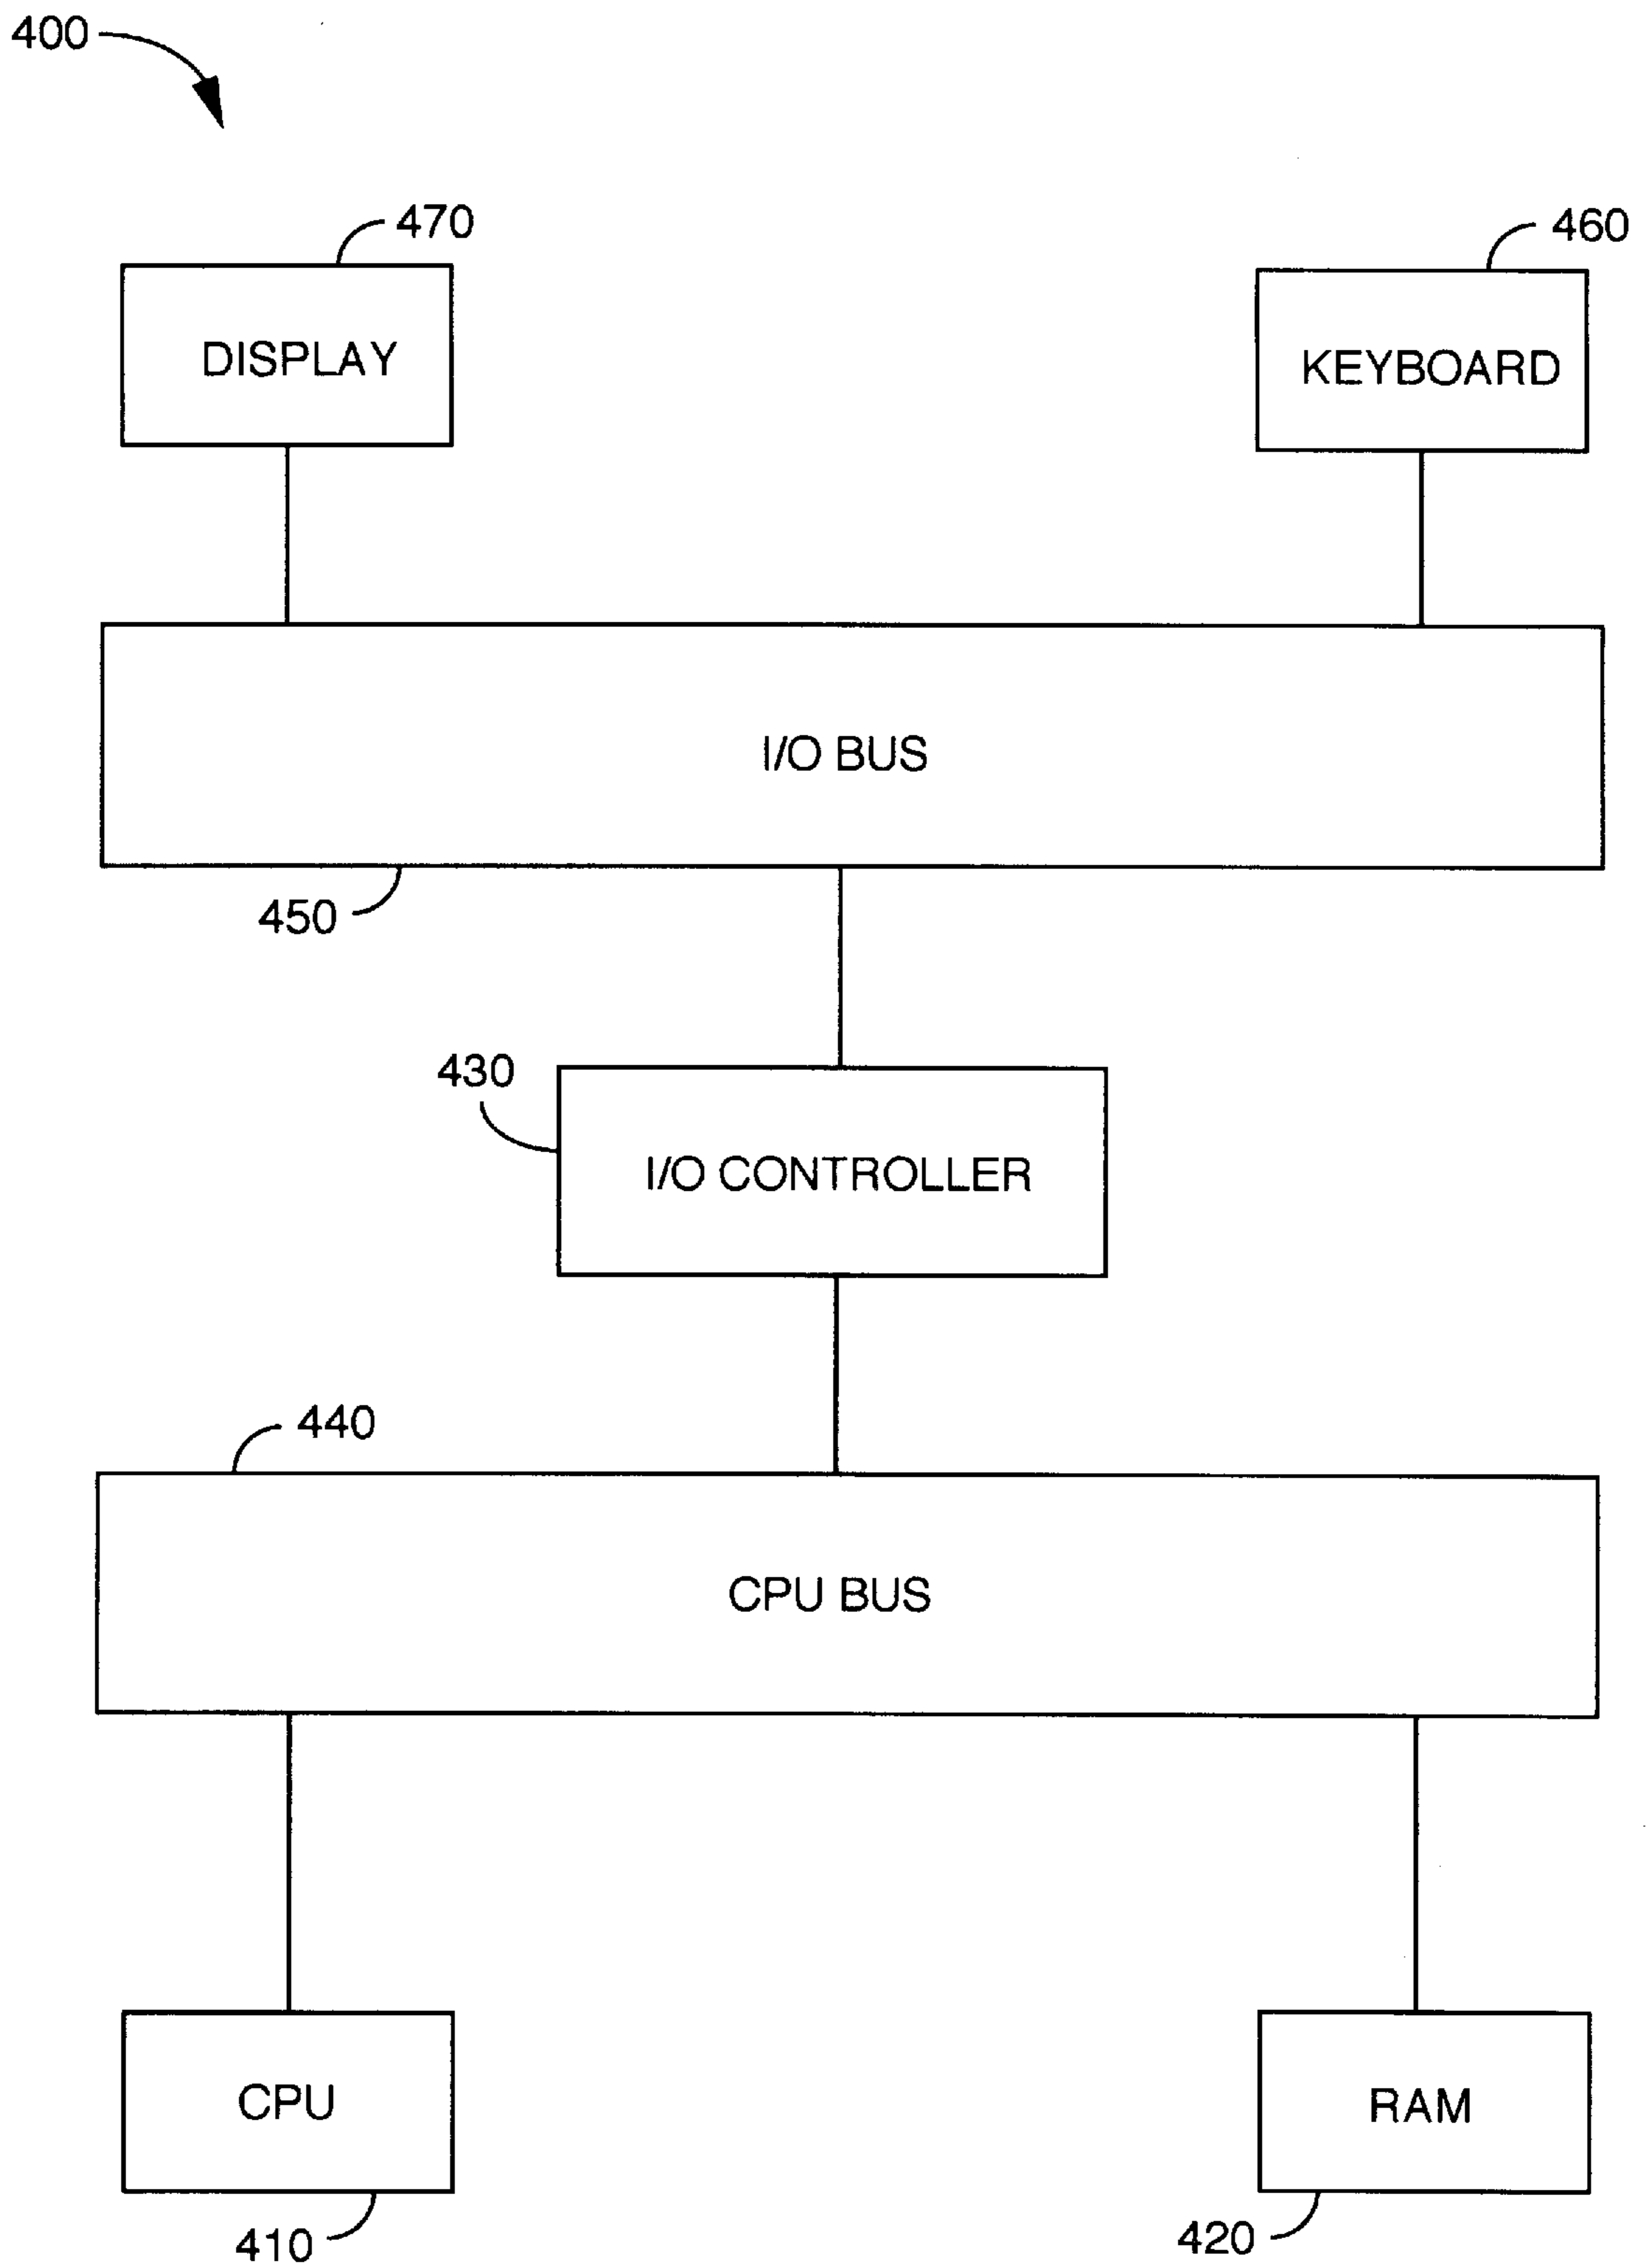 400
470
460
DISPLAY
KEYBOARD
I/O BUS
450
430
I/O CONTROLLER
440
CPU BUS
CPU
RAM
410
420